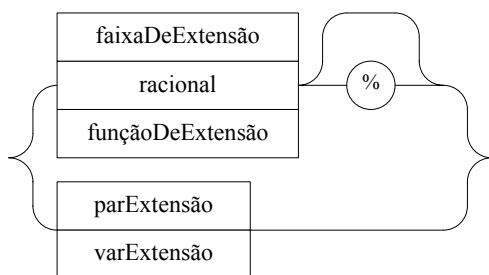 faixaDeExtensão
racional
%
funçãoDeExtensão
parExtensão
varExtensão